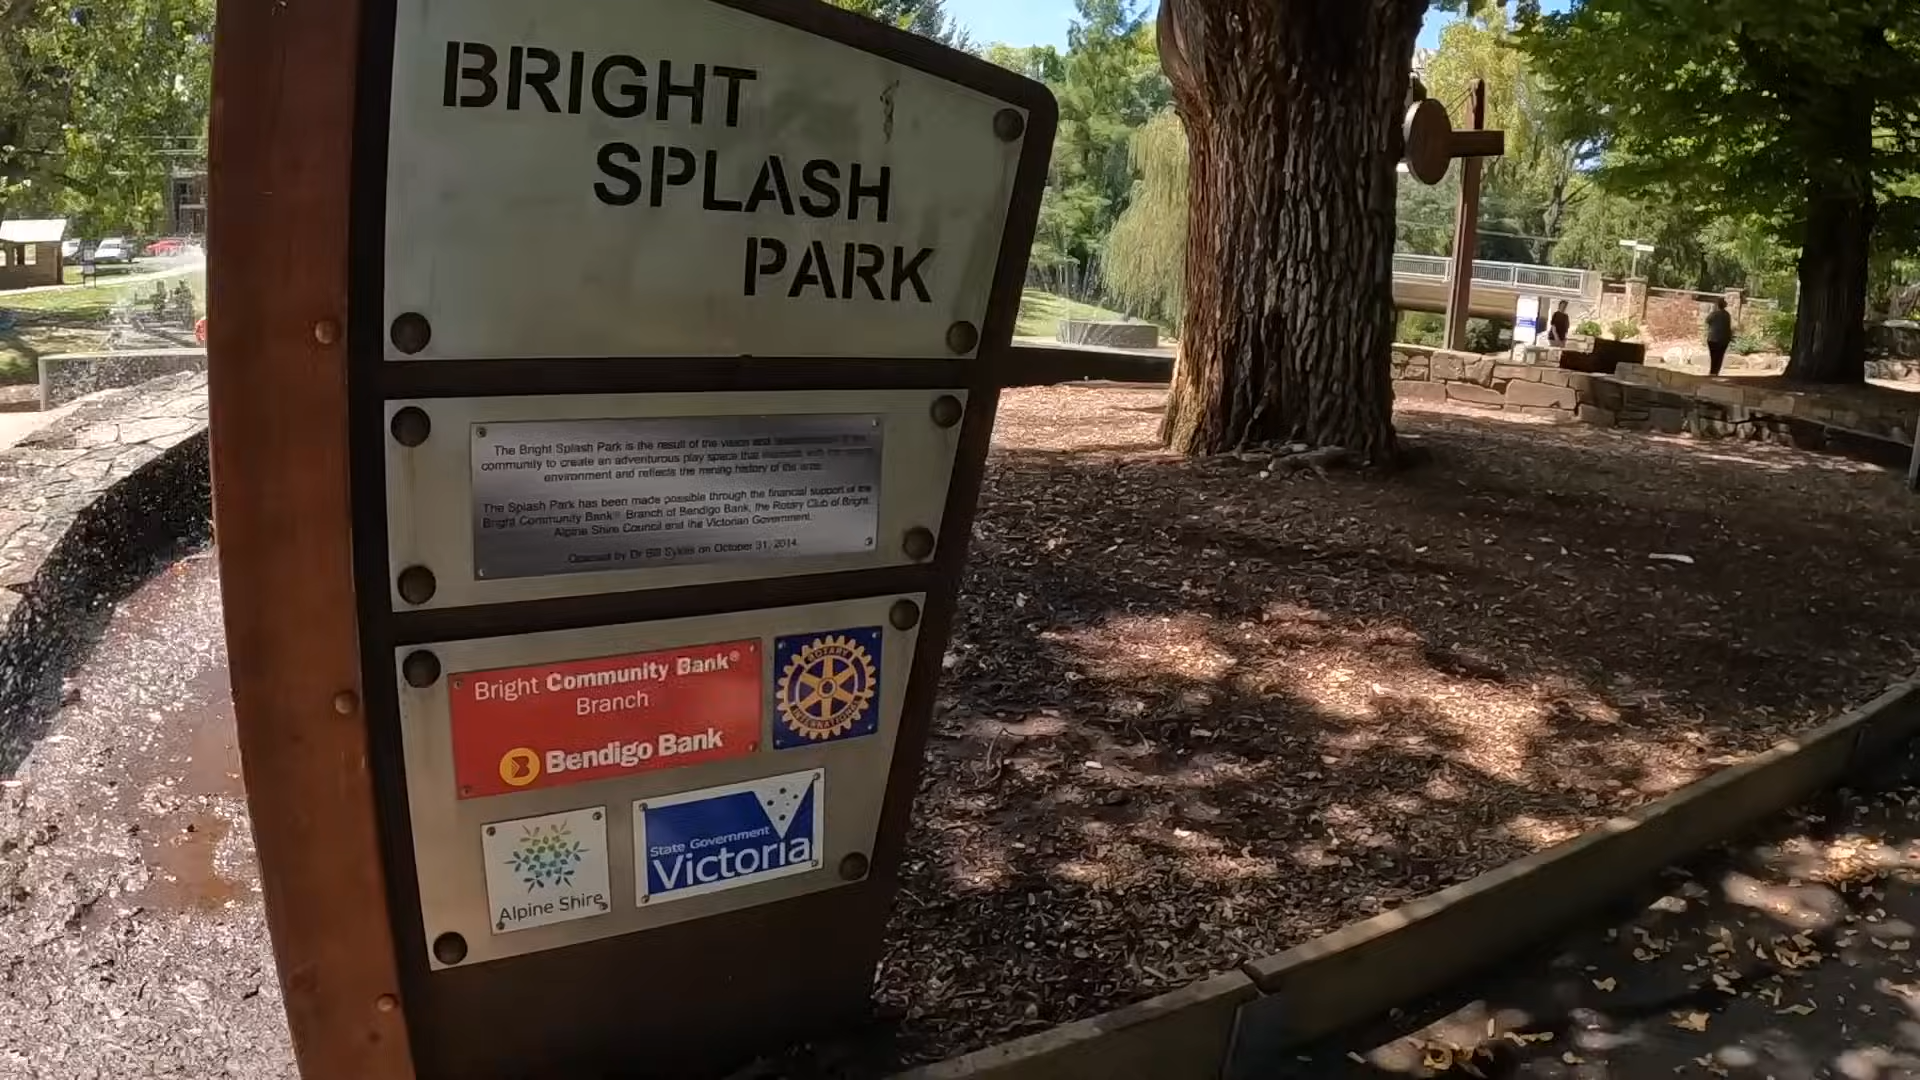 BRIGHT
SPLASH
PARK
The Bright Splash Park is the result of the vision and
community to create an adventurous play space that
environment and reflects the mining history of the area.
The Splash Park has been made possible through the financial support of the
Bright Community Bank® Branch of Bendigo Bank, the Rotary Club of Bright,
Alpine Shire Council and the Victorian Government.
Opened by Dr Bill Sykes on October 31, 2014.
Bright Community Bank®
Branch
Bendigo Bank
ROTARY
INTERNATIONAL
Alpine Shire
State Government
Victoria